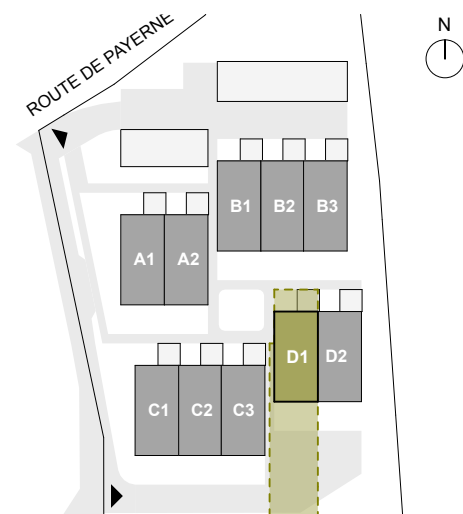 ROUTE DE PAYERNE
N
B1 B2 B3
A1 A2
D1 D2
C1 C2 C3